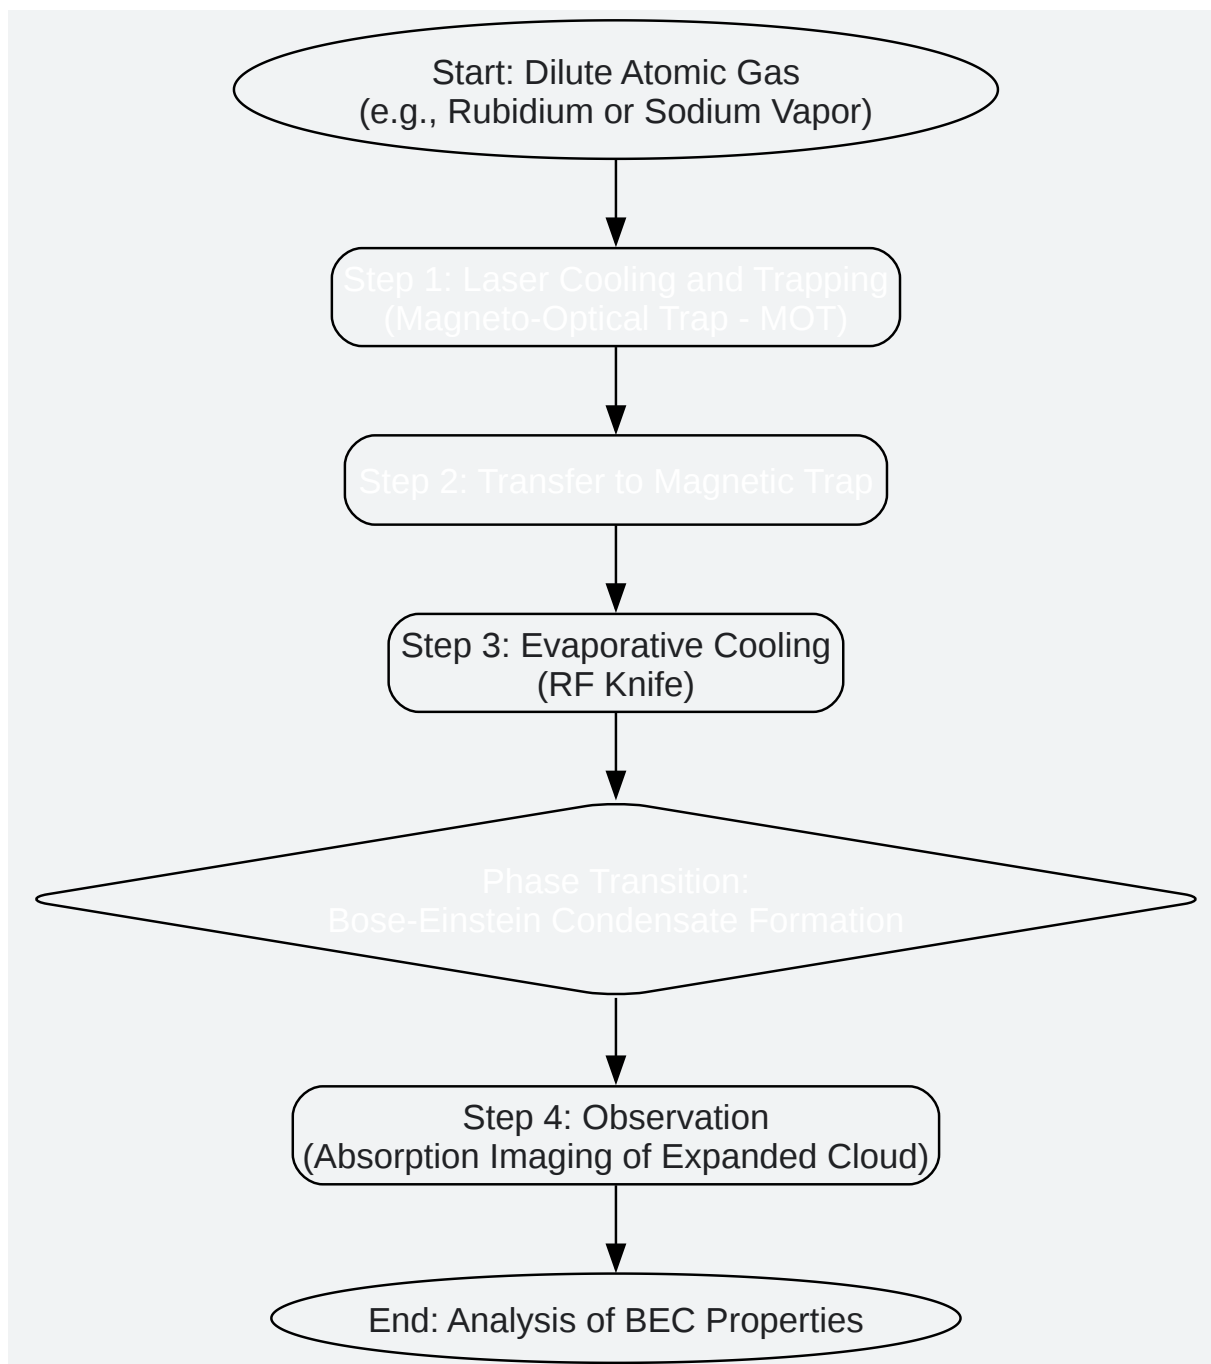 Start: Dilute Atomic Gas
(e.g., Rubidium or Sodium Vapor)
Step 1: Laser Cooling and Trapping
(Magneto-Optical Trap - MOT)
Step 2: Transfer to Magnetic Trap
Step 3: Evaporative Cooling
(RF Knife)
Phase Transition:
Bose-Einstein Condensate Formation
Step 4: Observation
(Absorption Imaging of Expanded Cloud)
End: Analysis of BEC Properties